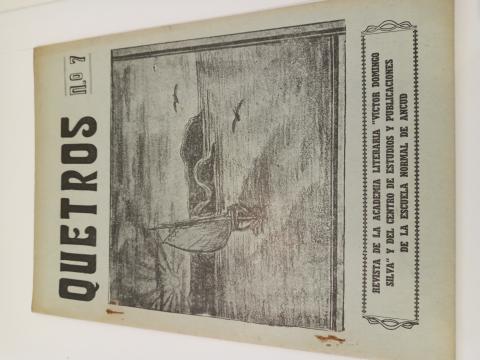 QUETROS n.o 7
REVISTA DE LA ACADEMIA LITERARIA "VICTOR DOMINGO
SILVA" Y DEL CENTRO DE ESTUDIOS Y PUBLICACIONES
DE LA ESCUELA NORMAL DE ANCUD